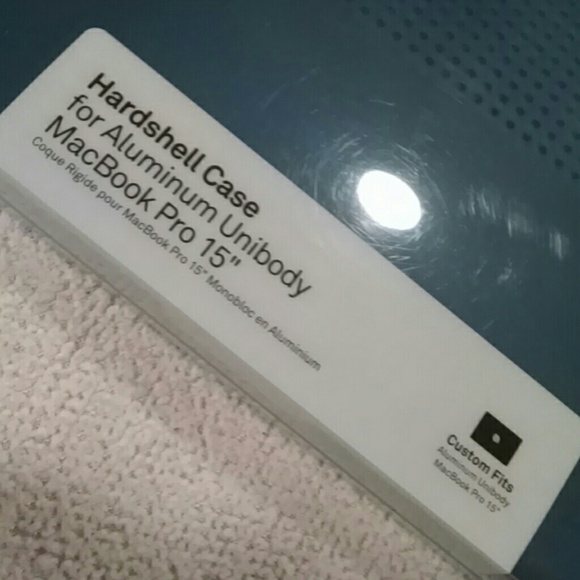 Hardshell Case
for Aluminum Unibody
MacBook Pro 15"
Coque Rigide pour MacBook Pro 15" Monobloc en Aluminium
Custom Fits
Aluminum Unibody
MacBook Pro 15"